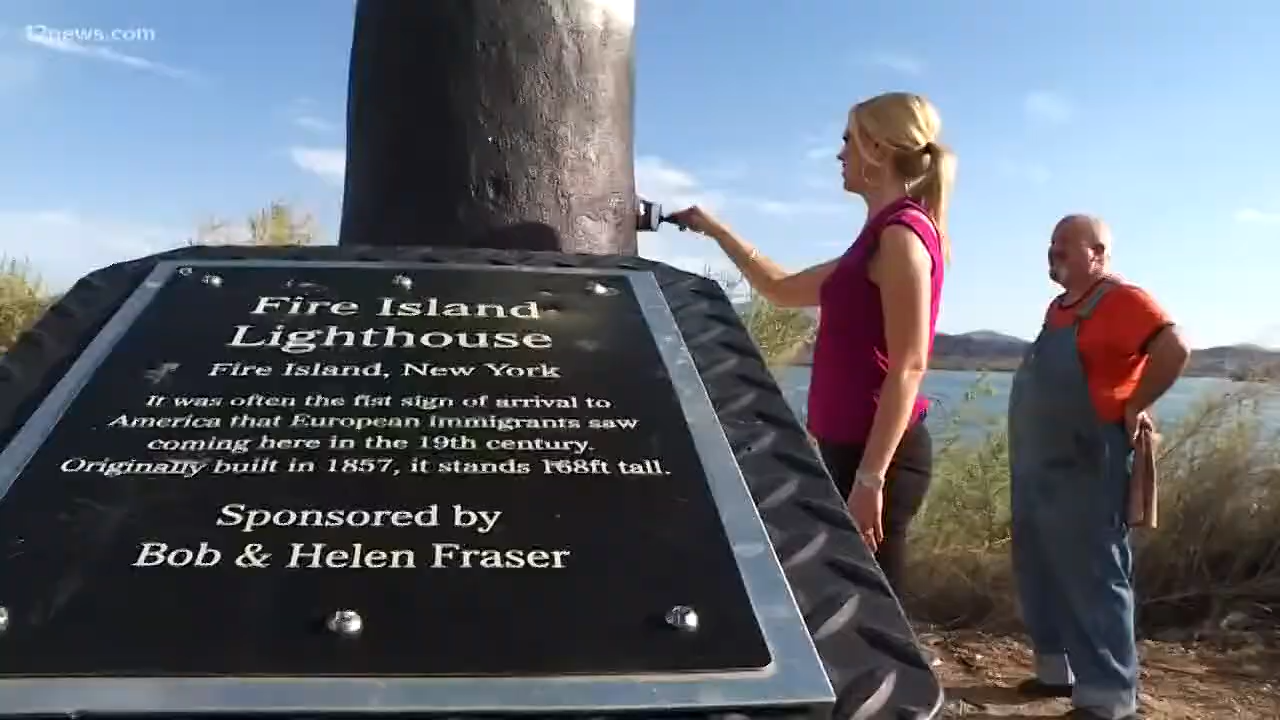 12news.com
Fire Island
Lighthouse
Fire Island, New York
It was often the fist sign of arrival to
America that European immigrants saw
coming here in the 19th century.
Originally built in 1857, it stands 168ft tall.
Sponsored by
Bob & Helen Fraser